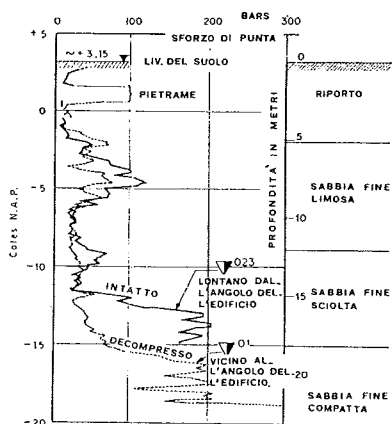 BARS
+5 0 100 200 300
SFORZO DI PUNTA
~+3,15
LIV. DEL SUOLO
0
PIETRAME
RIPORTO
0
-5
-5
SABBIA FINE
LIMOSA
PROFONDITÀ IN METRI
Cotes N.A.P.
-10
-10
023
INTATTO
LONTANO DAL
L'ANGOLO DEL
L'EDIFICIO
SABBIA FINE
SCIOLTA
-15
-15
01
DECOMPRESSO
VICINO AL
L'ANGOLO DEL
L'EDIFICIO.
-20
SABBIA FINE
COMPATTA
-20